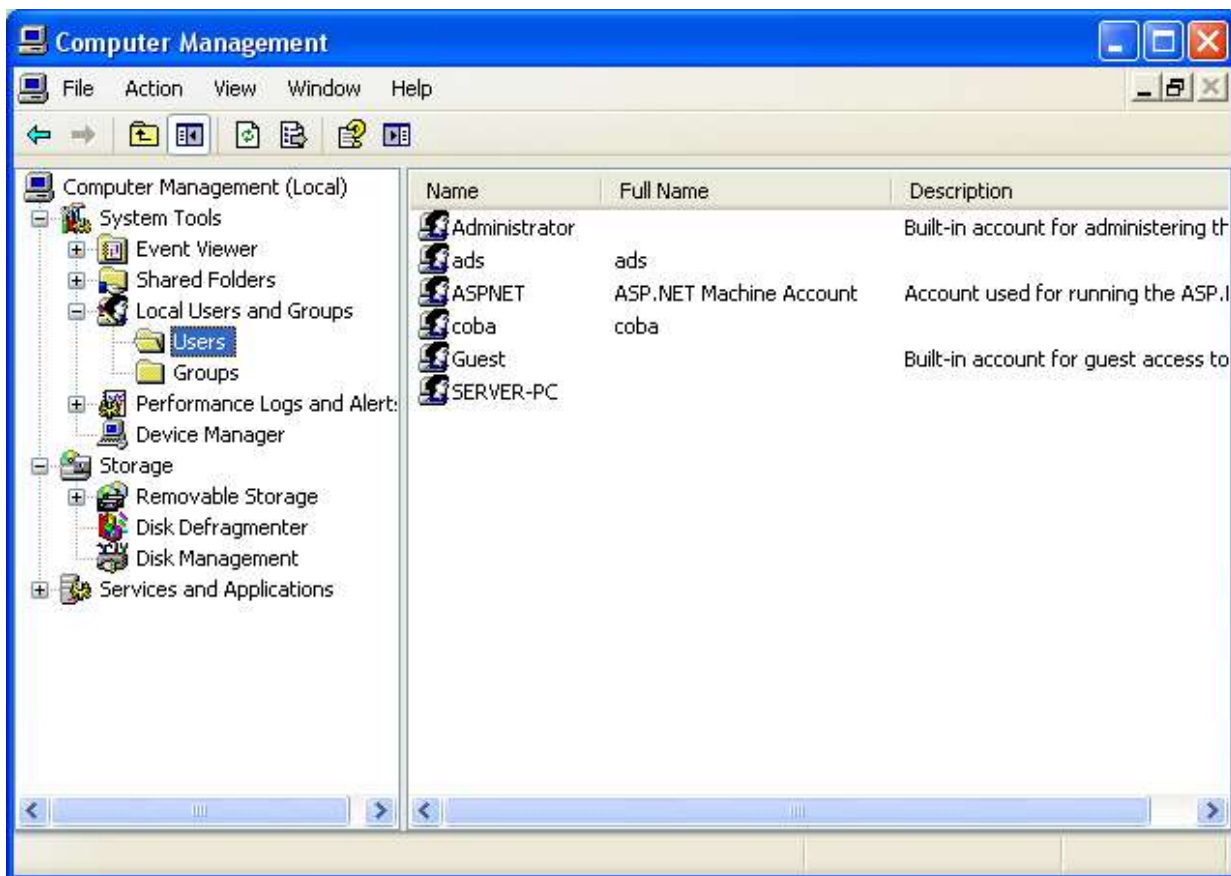 Computer Management
File Action View Window Help
Computer Management (Local)
System Tools
Event Viewer
Shared Folders
Local Users and Groups
Users
Groups
Performance Logs and Alert
Device Manager
Storage
Removable Storage
Disk Defragmenter
Disk Management
Services and Applications
Name Full Name Description
Administrator Built-in account for administering th
ads ads
ASPNET ASP.NET Machine Account Account used for running the ASP.
coba coba
Guest Built-in account for guest access to
SERVER-PC